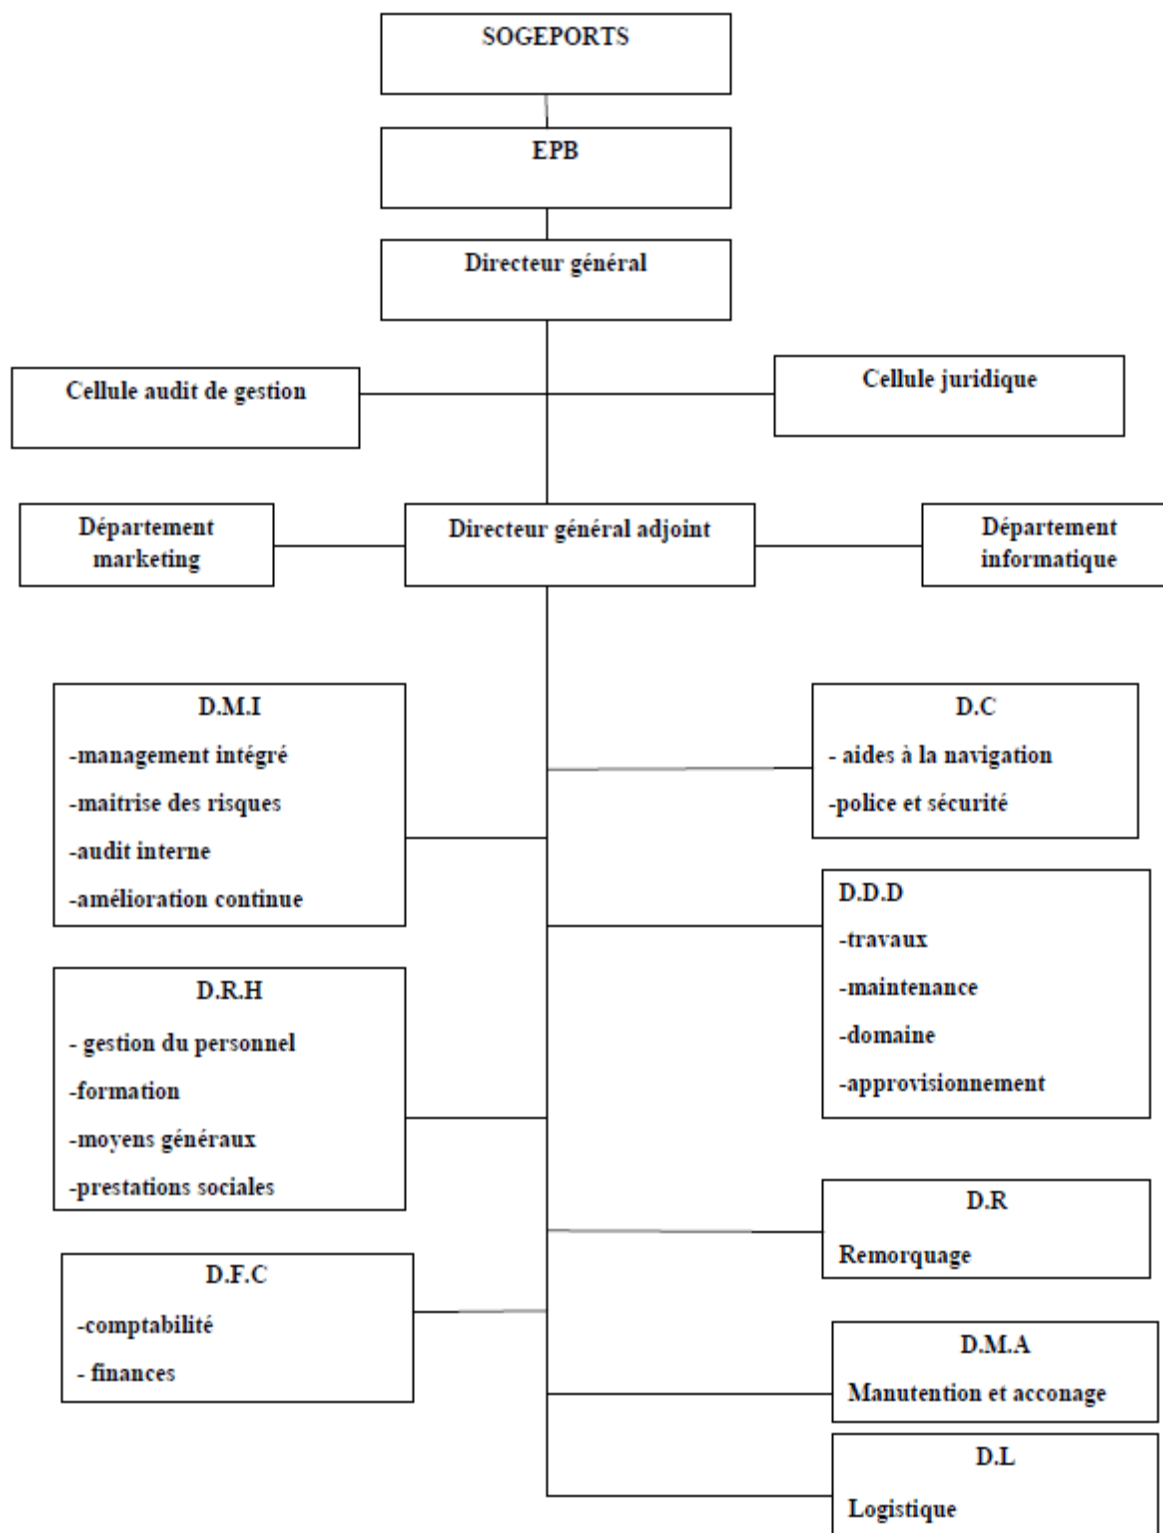 SOGEPORTS
EPB
Directeur général
Cellule audit de gestion
Cellule juridique
Département
marketing
Directeur général adjoint
Département
informatique
D.M.I
-management intégré
-maitrise des risques
-audit interne
-amélioration continue
D.C
- aides à la navigation
-police et sécurité
D.D.D
-travaux
-maintenance
-domaine
-approvisionnement
D.R.H
- gestion du personnel
-formation
-moyens généraux
-prestations sociales
D.R
Remorquage
D.F.C
-comptabilité
- finances
D.M.A
Manutention et acconage
D.L
Logistique